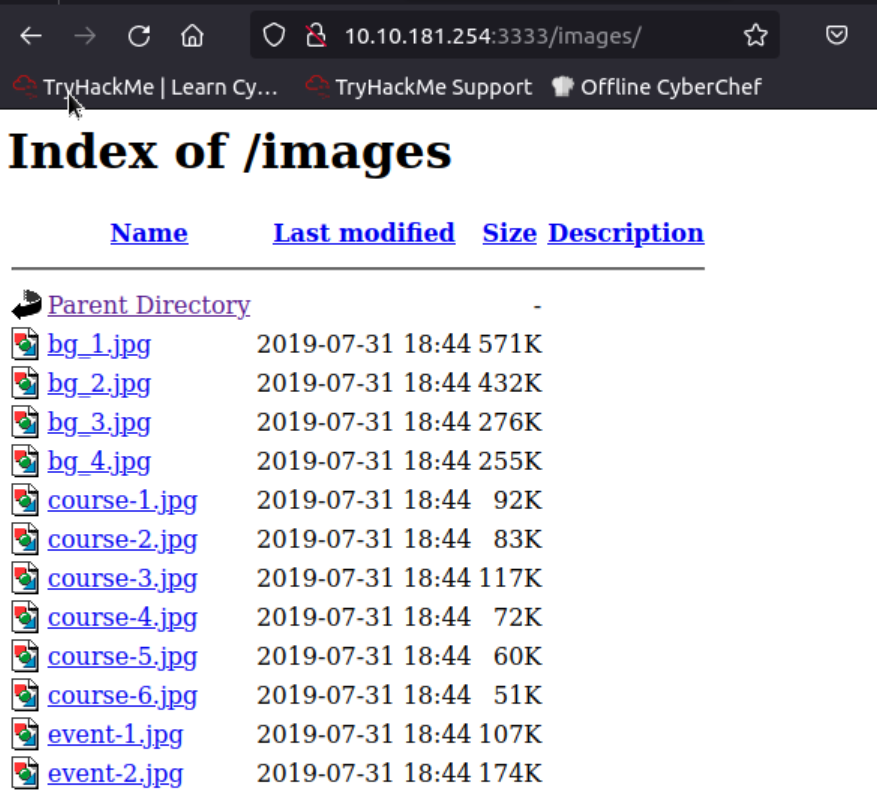 10.10.181.254:3333/images/
TryHackMe | Learn Cy... TryHackMe Support Offline CyberChef
Index of /images
Name Last modified Size Description
Parent Directory -
bg_1.jpg 2019-07-31 18:44 571K
bg_2.jpg 2019-07-31 18:44 432K
bg_3.jpg 2019-07-31 18:44 276K
bg_4.jpg 2019-07-31 18:44 255K
course-1.jpg 2019-07-31 18:44 92K
course-2.jpg 2019-07-31 18:44 83K
course-3.jpg 2019-07-31 18:44 117K
course-4.jpg 2019-07-31 18:44 72K
course-5.jpg 2019-07-31 18:44 60K
course-6.jpg 2019-07-31 18:44 51K
event-1.jpg 2019-07-31 18:44 107K
event-2.jpg 2019-07-31 18:44 174K